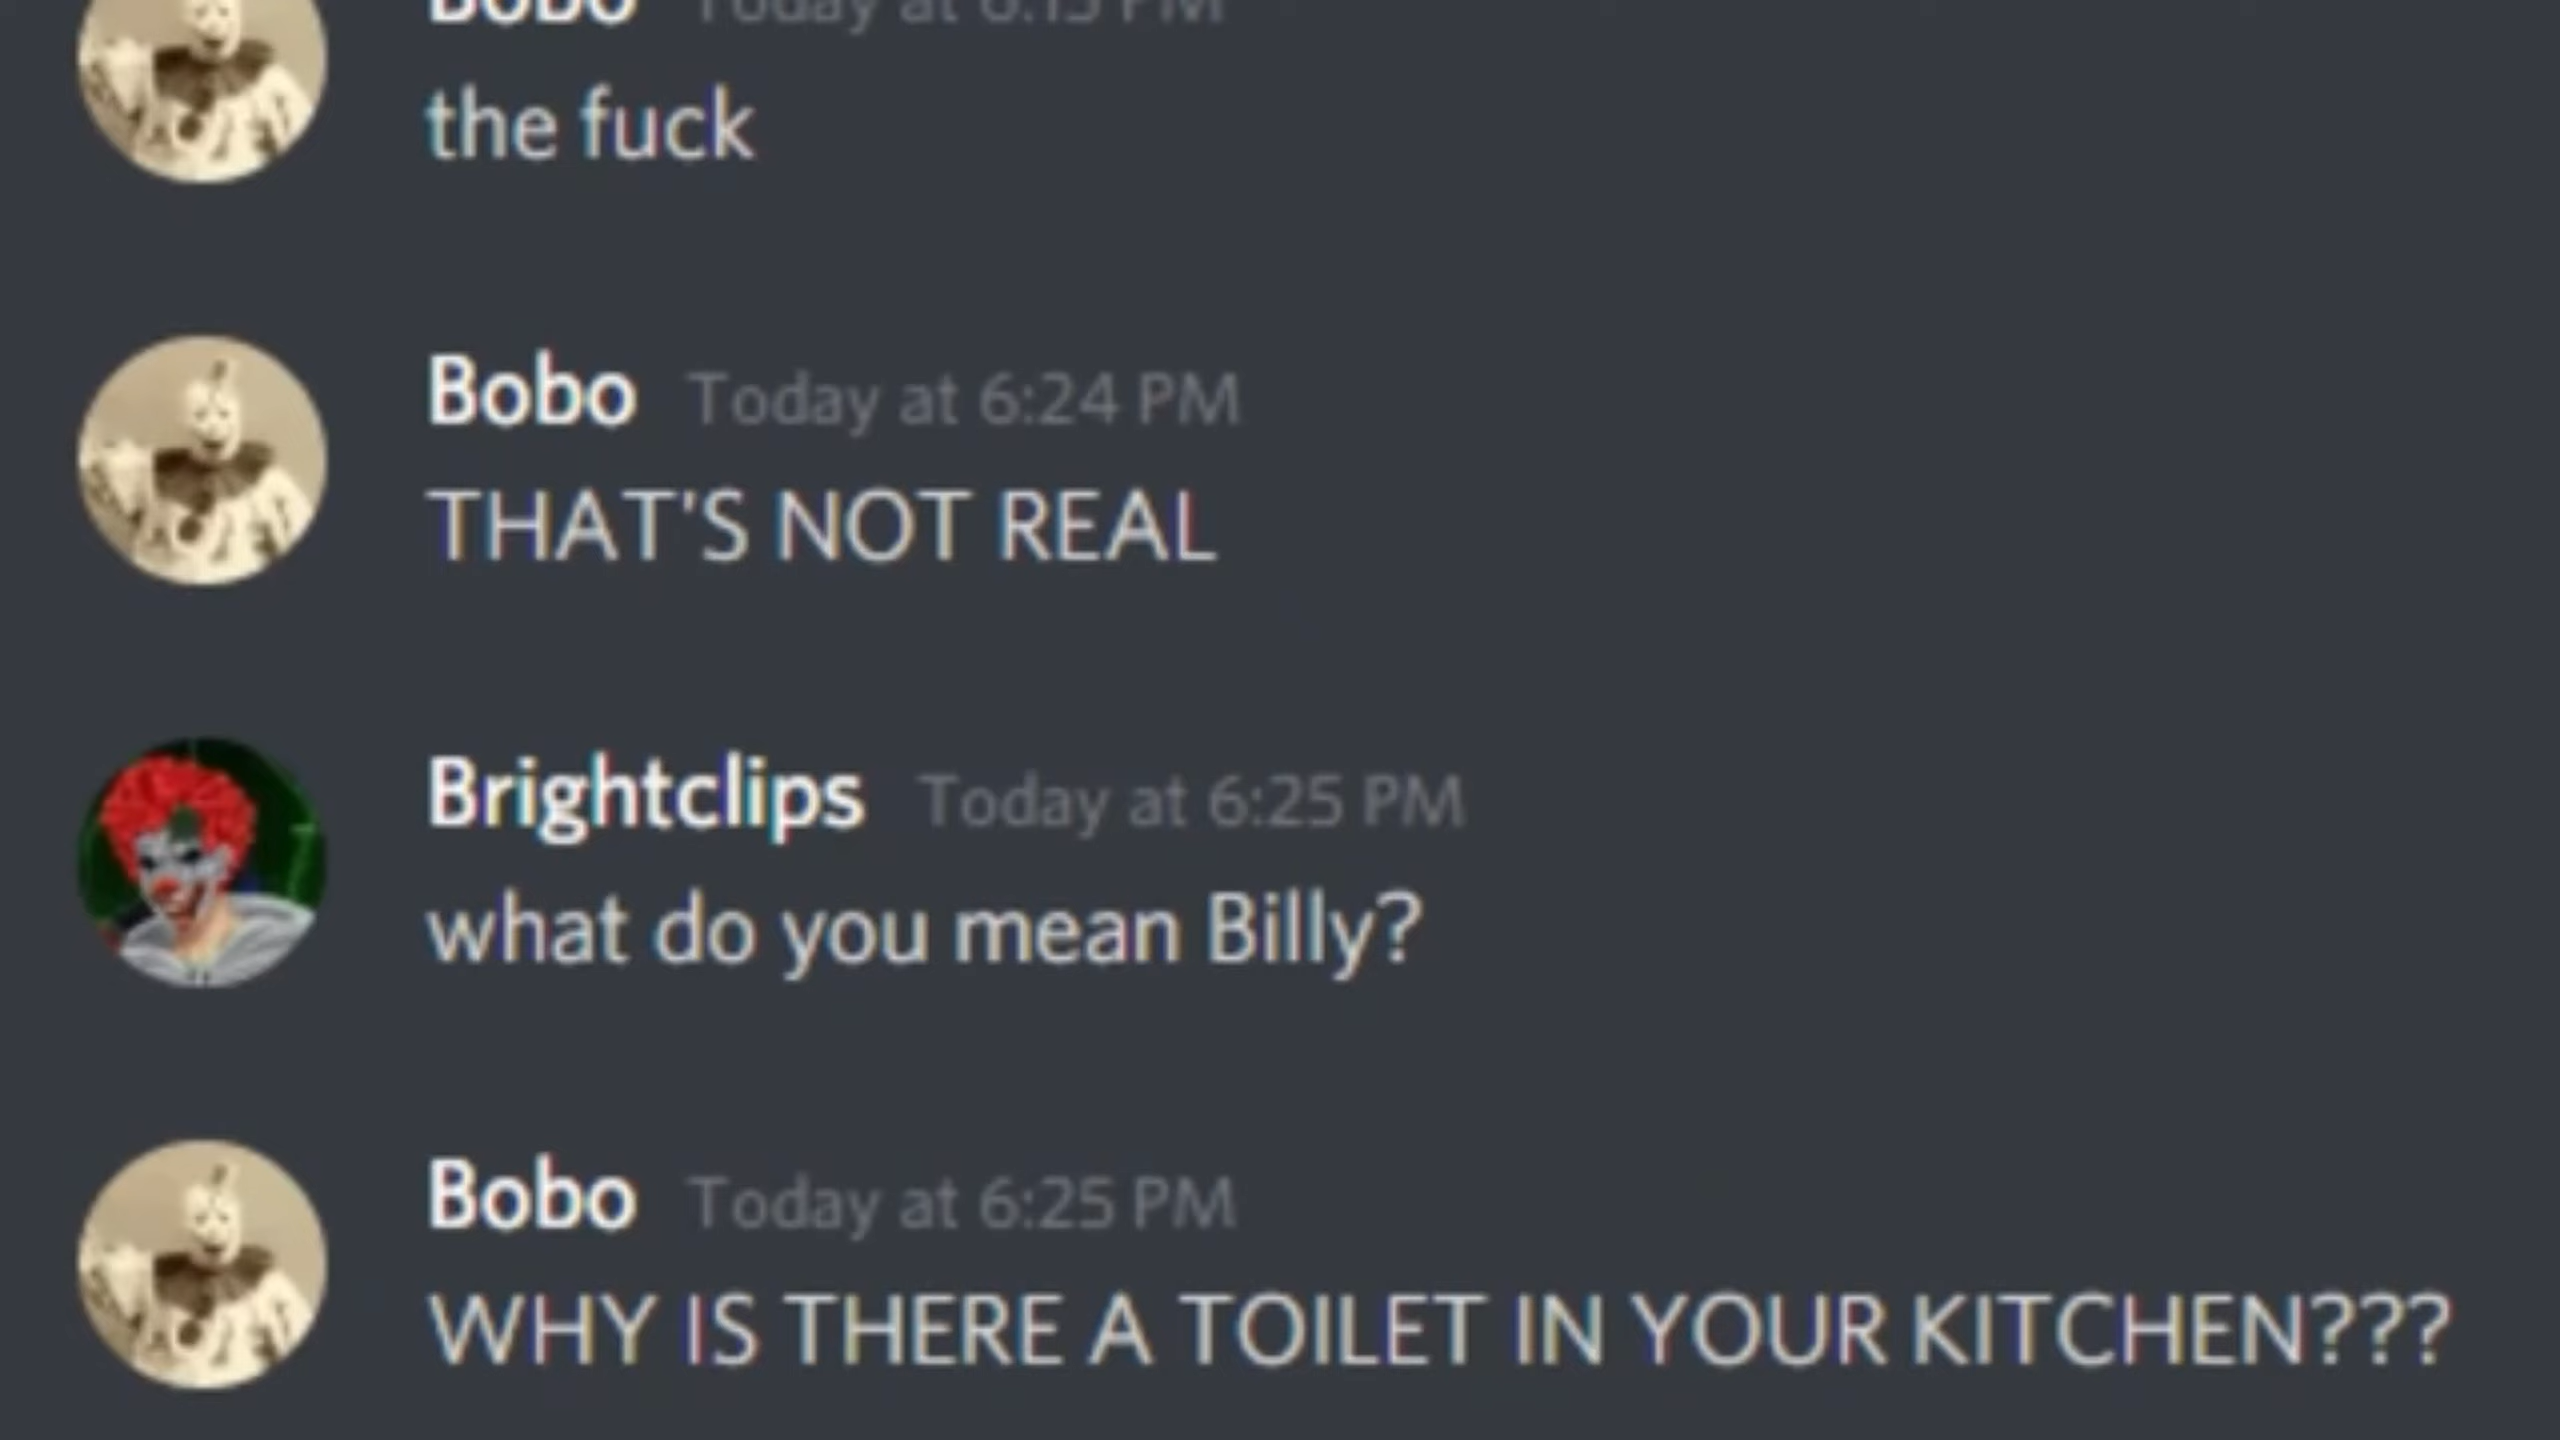 Bobo Today at 6:15 PM
the fuck
Bobo Today at 6:24 PM
THAT'S NOT REAL
Brightclips Today at 6:25 PM
what do you mean Billy?
Bobo Today at 6:25 PM
WHY IS THERE A TOILET IN YOUR KITCHEN???